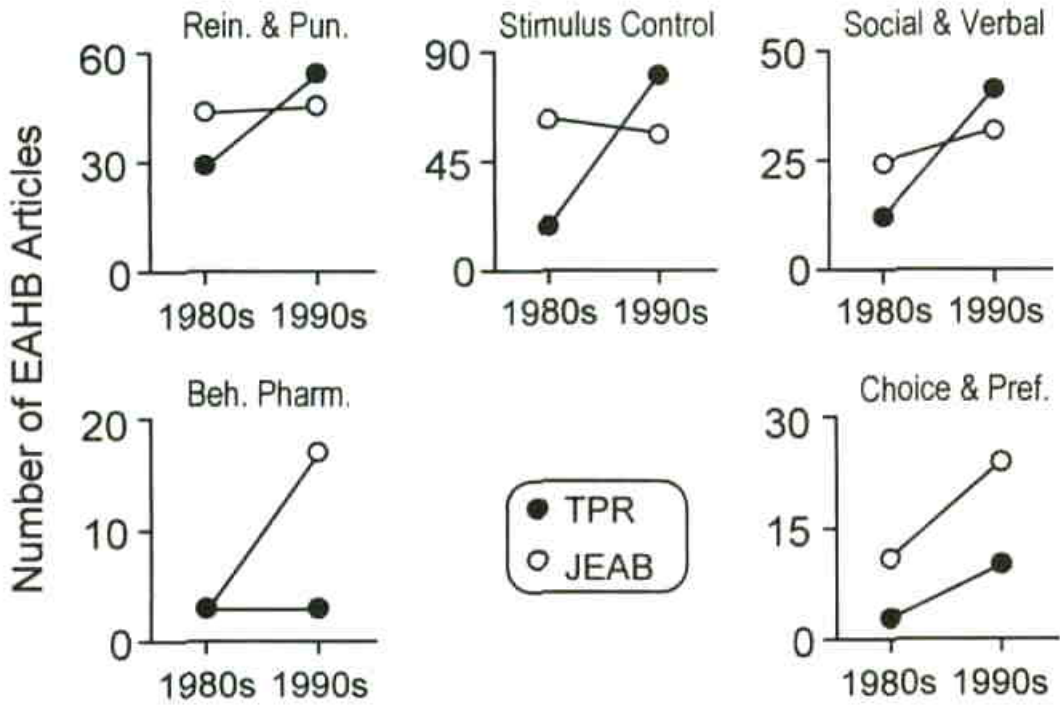 Number of EAHB Articles
Rein. & Pun.
60
30
0
1980s 1990s
Stimulus Control
90
45
0
1980s 1990s
Social & Verbal
50
25
0
1980s 1990s
Beh. Pharm.
20
10
0
1980s 1990s
TPR
JEAB
Choice & Pref.
30
15
0
1980s 1990s